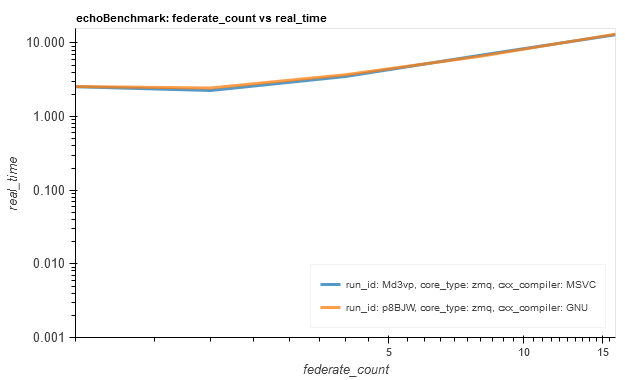 echoBenchmark: federate_count vs real_time
10.000
1.000
0.100
0.010
0.001
real_time
run_id: Md3vp, core_type: zmq, cxx_compiler: MSVC
run_id: p8BJW, core_type: zmq, cxx_compiler: GNU
5 10 15
federate_count